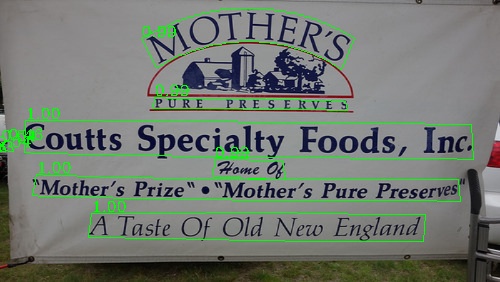 MOTHER'S
PURE PRESERVES
Coutts Specialty Foods, Inc.
Home Of
"Mother's Prize" • "Mother's Pure Preserves"
A Taste Of Old New England